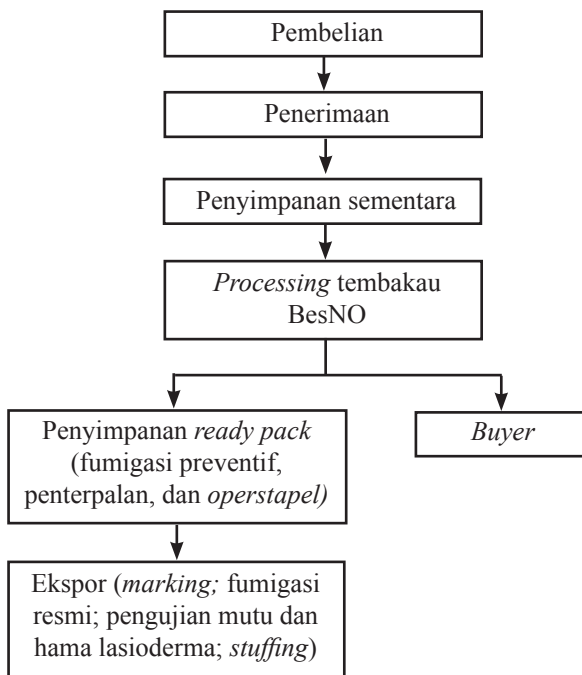 Pembelian
Penerimaan
Penyimpanan sementara
Processing tembakau
BesNO
Penyimpanan ready pack
(fumigasi preventif,
penterpalan, dan operstapel)
Buyer
Ekspor (marking; fumigasi
resmi; pengujian mutu dan
hama lasioderma; stuffing)